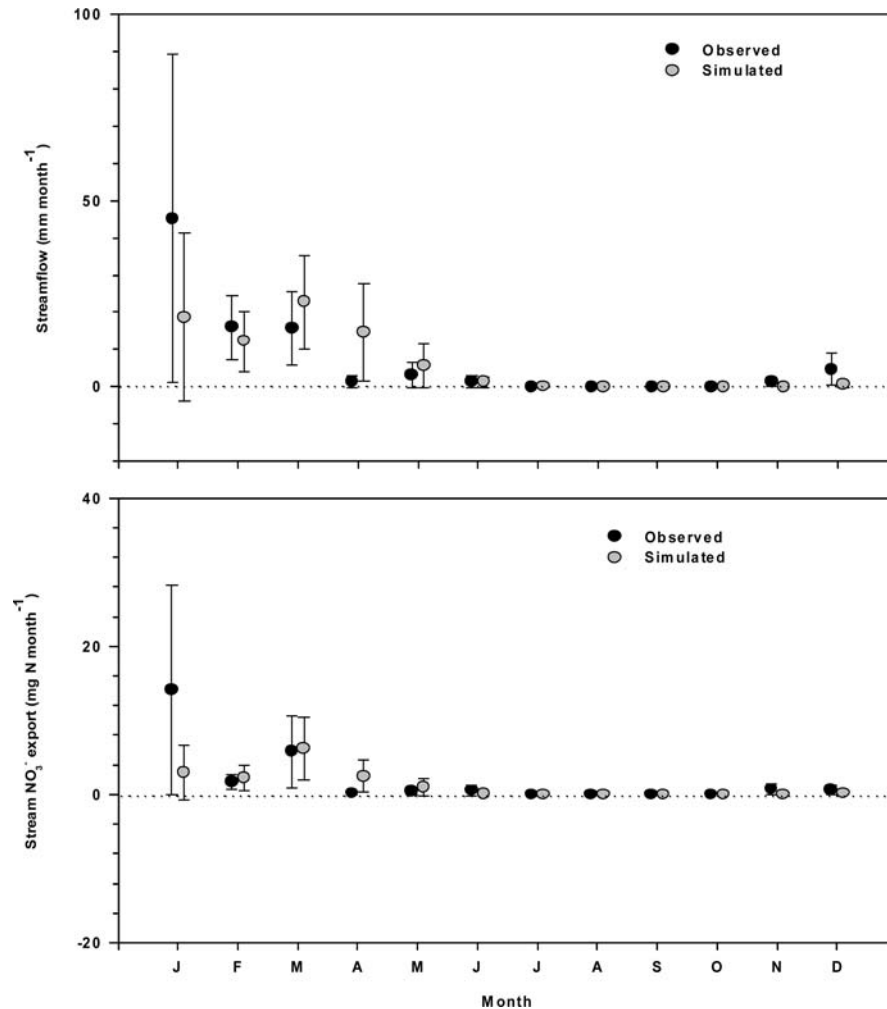 100
Observed
Simulated
50
0
Streamflow (mm month⁻¹)
40
Observed
Simulated
20
0
-20
Stream NO₃⁻ export (mg N month⁻¹)
J F M A M J J A S O N D
Month